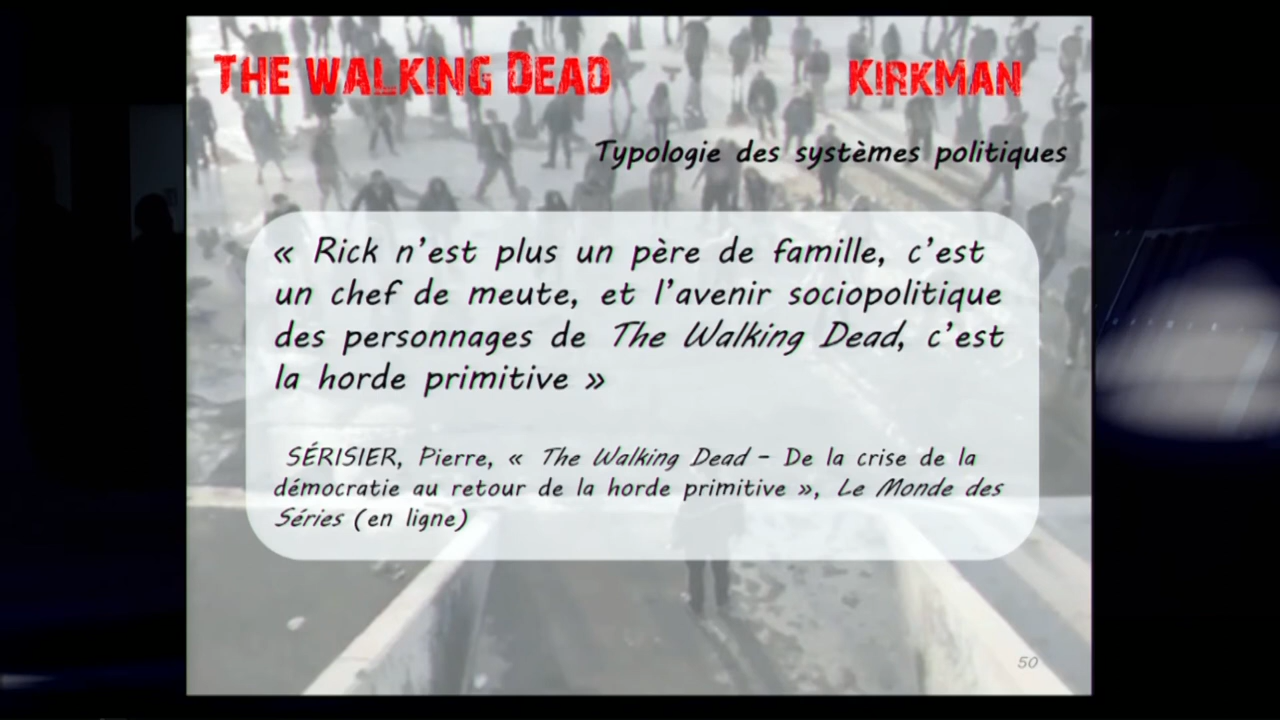 THE WALKING DEAD KIRKMAN
Typologie des systèmes politiques
« Rick n'est plus un père de famille, c'est
un chef de meute, et l'avenir sociopolitique
des personnages de The Walking Dead, c'est
la horde primitive »
SÉRISIER, Pierre, « The Walking Dead – De la crise de la
démocratie au retour de la horde primitive », Le Monde des
Séries (en ligne)
50